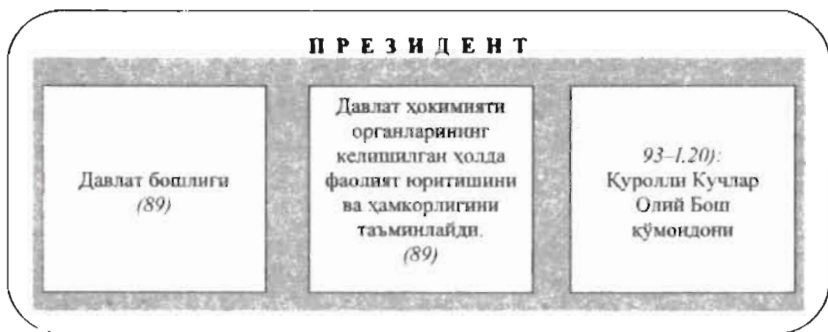 ПРЕЗИДЕНТ
Давлат бошлиғи
(89)
Давлат ҳокимияти
органларининг
келишилган ҳолда
фаолият юритишини
ва ҳамкорлигини
таъминлайди.
(89)
93–I.20):
Қуролли Кучлар
Олий Бош
қўмондони